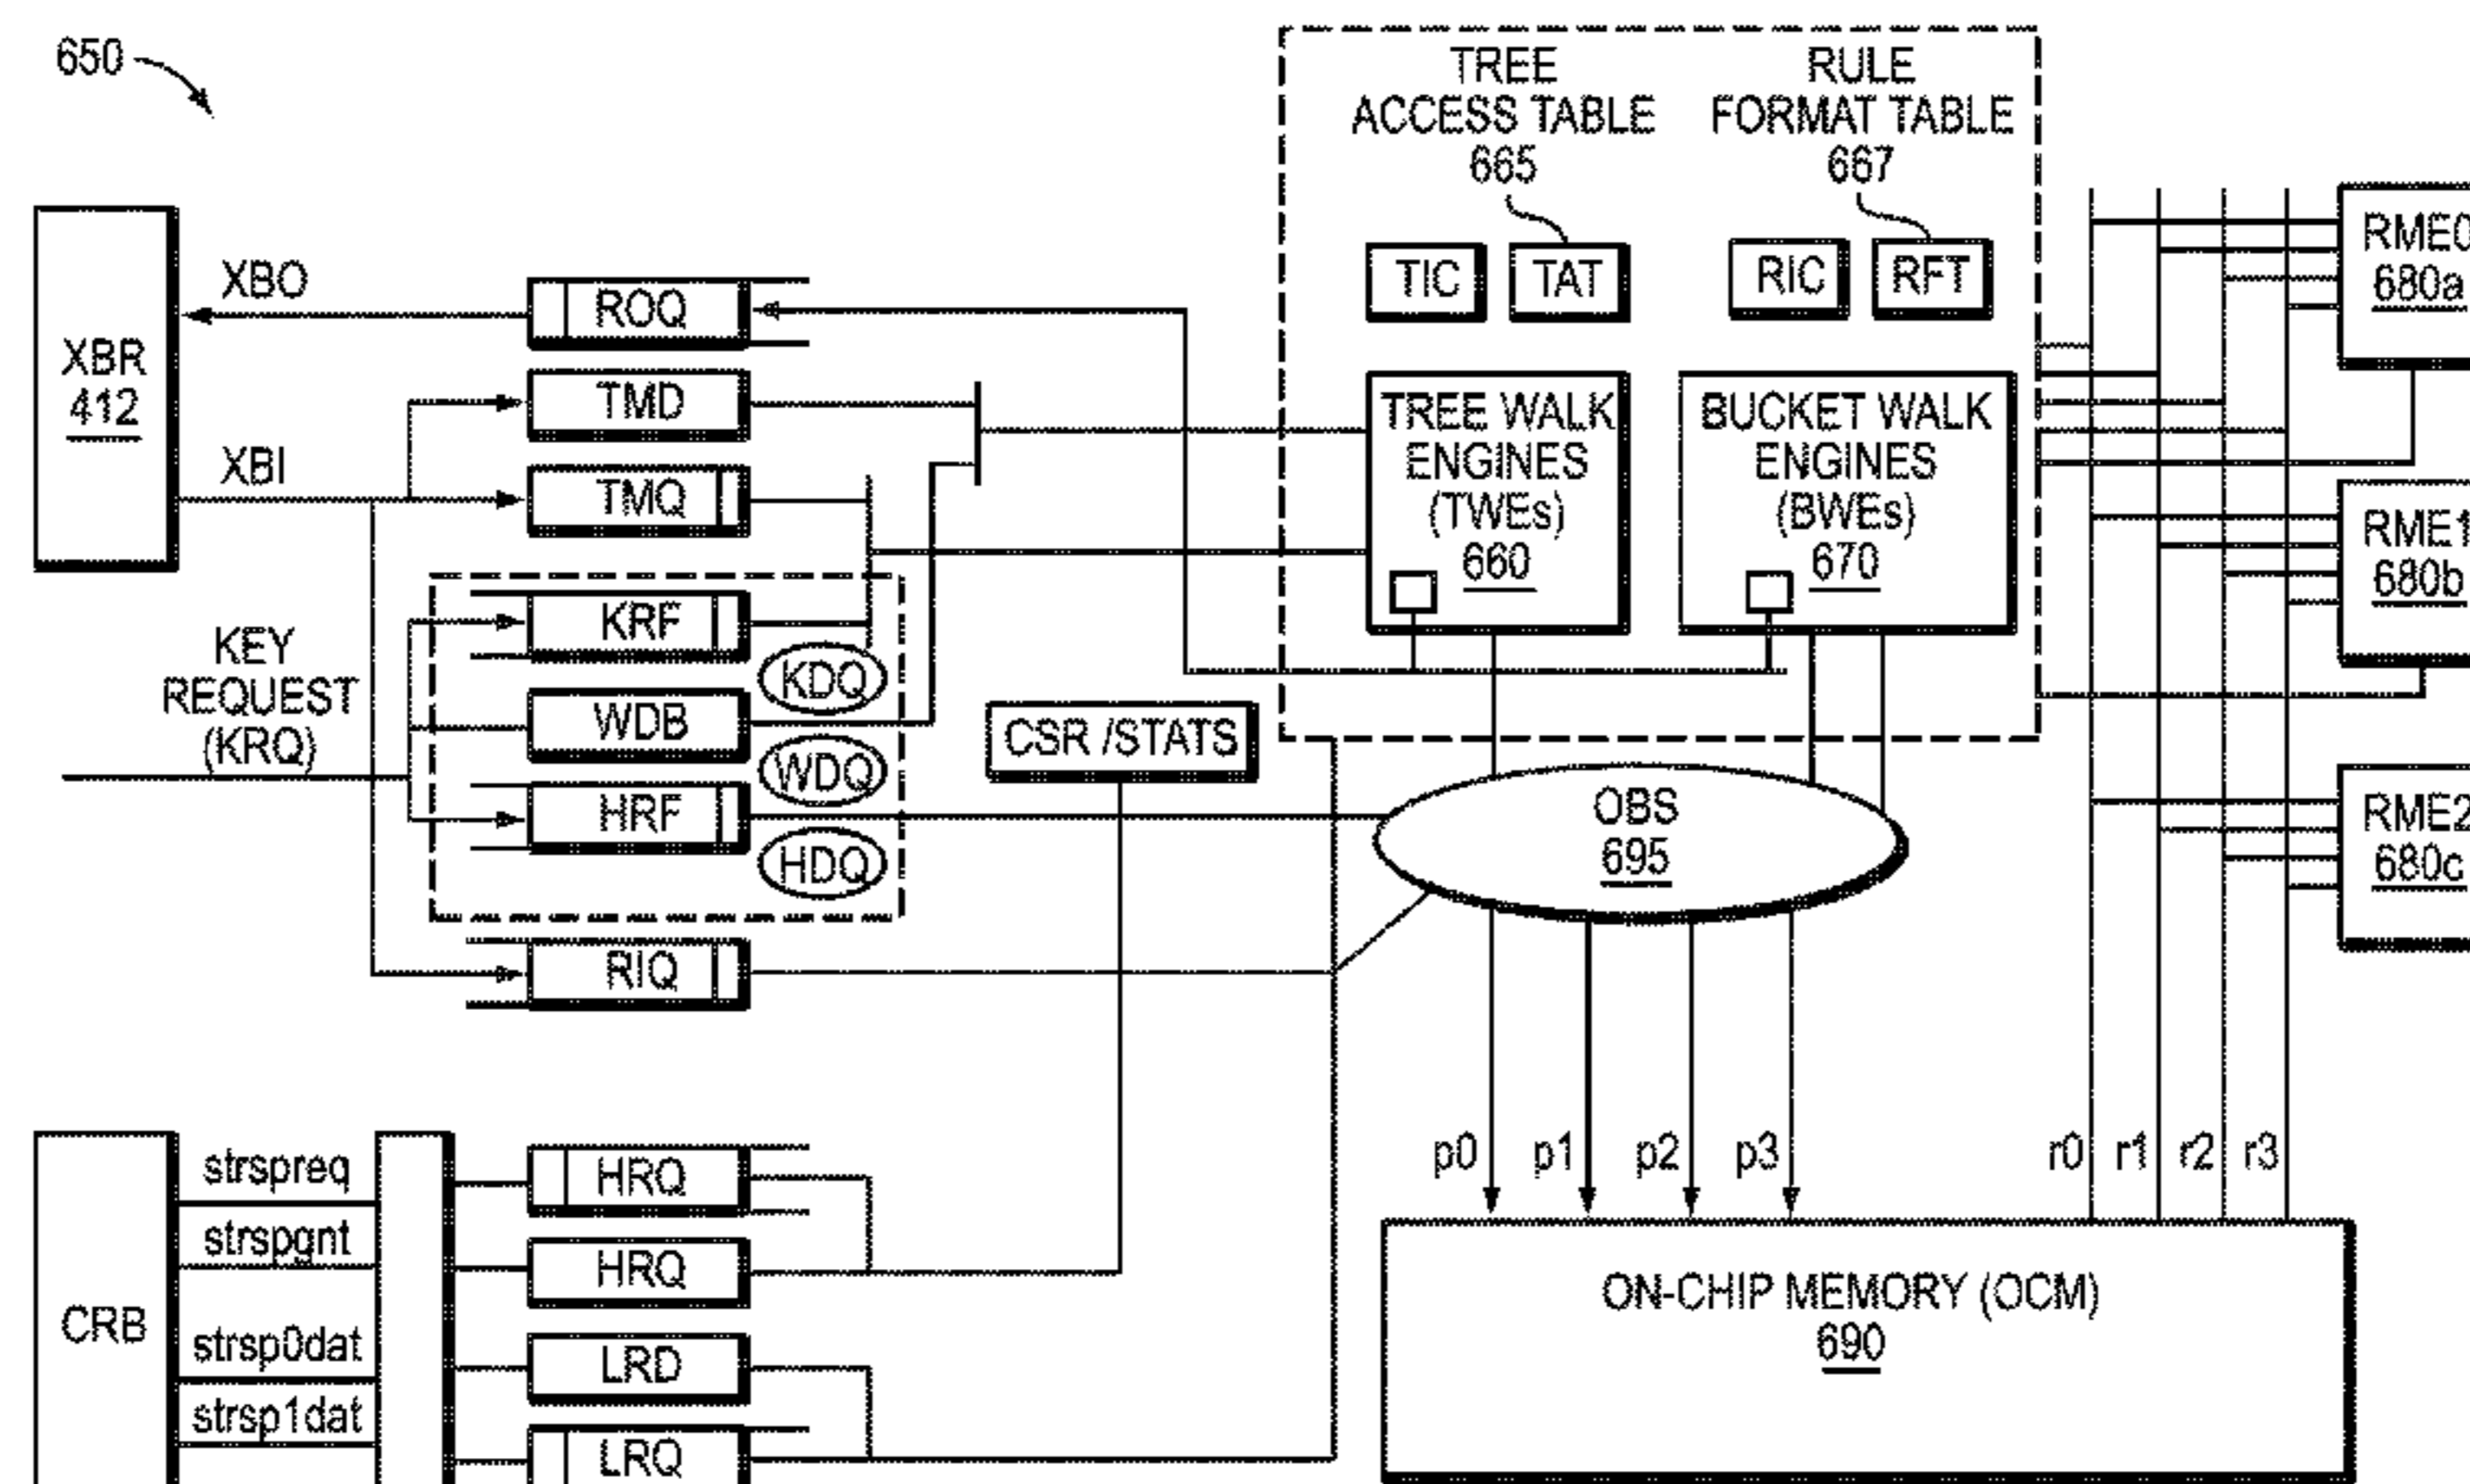 650
TREE
ACCESS TABLE
665
RULE
FORMAT TABLE
667
XBR
412
XBO
XBI
ROQ
TMD
TMQ
TIC
TAT
RIC
RFT
TREE WALK
ENGINES
(TWEs)
660
BUCKET WALK
ENGINES
(BWEs)
670
RME0
680a
RME1
680b
RME2
680c
KEY
REQUEST
(KRQ)
KRF
KDQ
WDB
WDQ
HRF
HDQ
RIQ
CSR /STATS
OBS
695
p0
p1
p2
p3
r0
r1
r2
r3
CRB
strspreq
strspgnt
strsp0dat
strsp1dat
HRQ
HRQ
LRD
LRQ
ON-CHIP MEMORY (OCM)
690